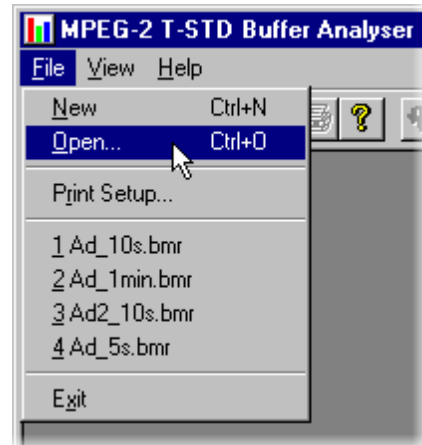 MPEG-2 T-STD Buffer Analyser
File View Help
New Ctrl+N
Open... Ctrl+O
Print Setup...
1 Ad_10s.bmr
2 Ad_1min.bmr
3 Ad2_10s.bmr
4 Ad_5s.bmr
Exit